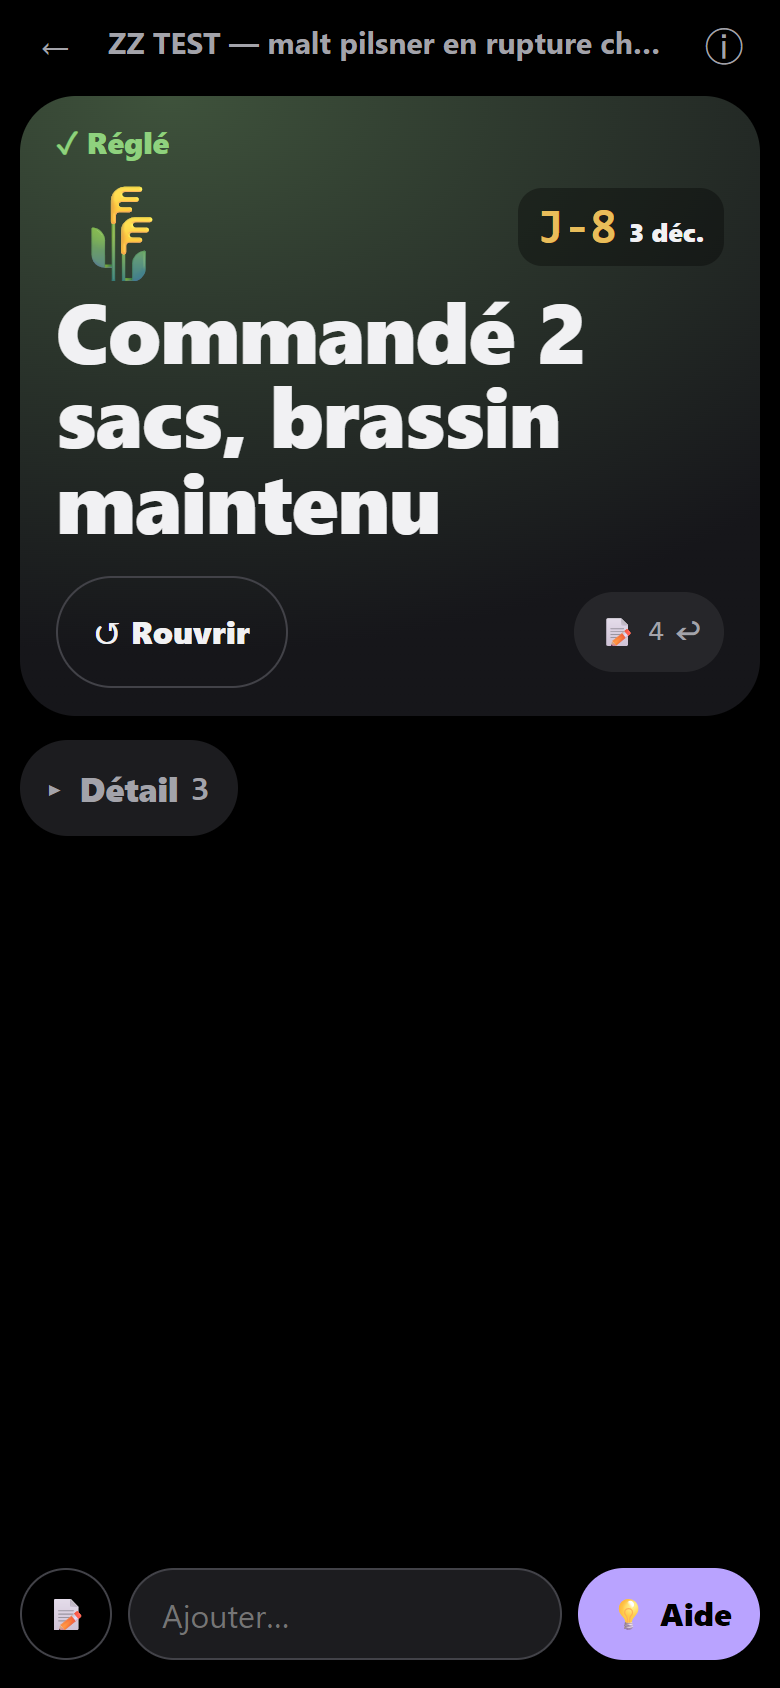 ← ZZ TEST — malt pilsner en rupture ch… ⓘ
✓ Réglé
J-8 3 déc.
Commandé 2
sacs, brassin
maintenu
↺ Rouvrir
📝 4 ↩
▸ Détail 3
📝 Ajouter… 💡 Aide